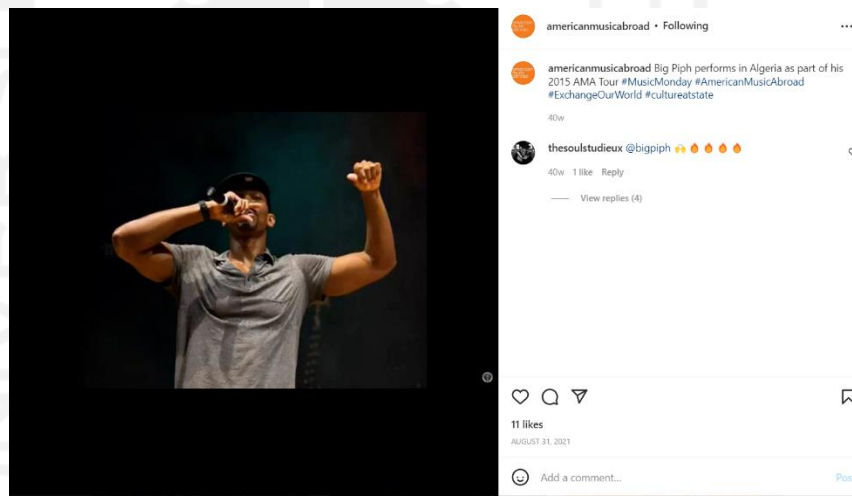 americanmusicabroad • Following
americanmusicabroad Big Piph performs in Algeria as part of his
2015 AMA Tour #MusicMonday #AmericanMusicAbroad
#ExchangeOurWorld #cultureatstate
40w
thesoulstudieux @bigpiph 🙌🔥🔥🔥🔥
40w 1 like Reply
View replies (4)
11 likes
AUGUST 31, 2021
Add a comment...
Pos